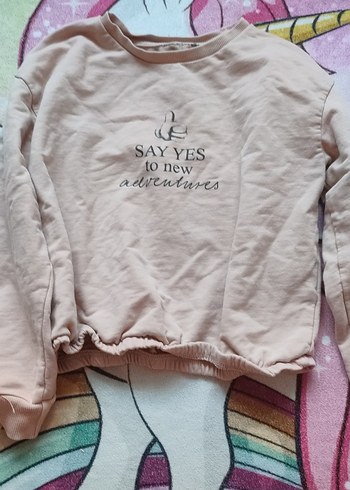 SAY YES
to new
adventures